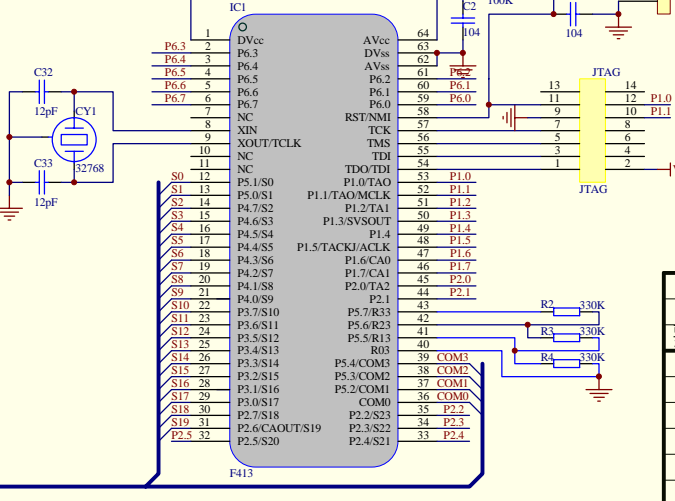 IC1
C2
104
100K
104
C32
12pF
CY1
32768
C33
12pF
JTAG
13 14
11 12 P1.0
9 10 P1.1
7 8
5 6
3 4
1 2
JTAG
1 DVcc AVcc 64
P6.3 2 P6.3 DVss 63
P6.4 3 P6.4 AVss 62
P6.5 4 P6.5 P6.2 61 P6.2
P6.6 5 P6.6 P6.1 60 P6.1
P6.7 6 P6.7 P6.0 59 P6.0
7 NC RST/NMI 58
8 XIN TCK 57
9 XOUT/TCLK TMS 56
10 NC TDI 55
11 NC TDO/TDI 54
S0 12 P5.1/S0 P1.0/TAO 53 P1.0
S1 13 P5.0/S1 P1.1/TAO/MCLK 52 P1.1
S2 14 P4.7/S2 P1.2/TA1 51 P1.2
S3 15 P4.6/S3 P1.3/SVSOUT 50 P1.3
S4 16 P4.5/S4 P1.4 49 P1.4
S5 17 P4.4/S5 P1.5/TACKJ/ACLK 48 P1.5
S6 18 P4.3/S6 P1.6/CA0 47 P1.6
S7 19 P4.2/S7 P1.7/CA1 46 P1.7
S8 20 P4.1/S8 P2.0/TA2 45 P2.0
S9 21 P4.0/S9 P2.1 44 P2.1
S10 22 P3.7/S10 P5.7/R33 43
S11 23 P3.6/S11 P5.6/R23 42
S12 24 P3.5/S12 P5.5/R13 41
S13 25 P3.4/S13 R03 40
S14 26 P3.3/S14 P5.4/COM3 39 COM3
S15 27 P3.2/S15 P5.3/COM2 38 COM2
S16 28 P3.1/S16 P5.2/COM1 37 COM1
S17 29 P3.0/S17 COM0 36 COM0
S18 30 P2.7/S18 P2.2/S23 35 P2.2
S19 31 P2.6/CAOUT/S19 P2.3/S22 34 P2.3
P2.5 32 P2.5/S20 P2.4/S21 33 P2.4
R2 330K
R3 330K
R4 330K
F413